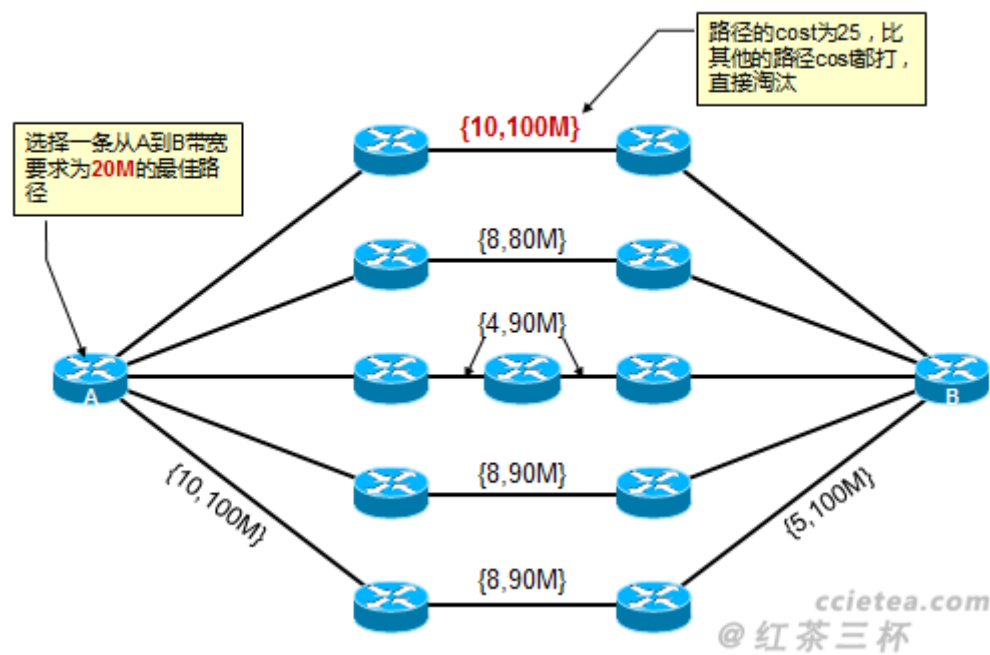 路径的cost为25，比
其他的路径cost都打，
直接淘汰
选择一条从A到B带宽
要求为20M的最佳路
径
{10,100M}
{8,80M}
{4,90M}
A
B
{8,90M}
{10,100M}
{5,100M}
{8,90M}
ccietea.com
@红茶三杯